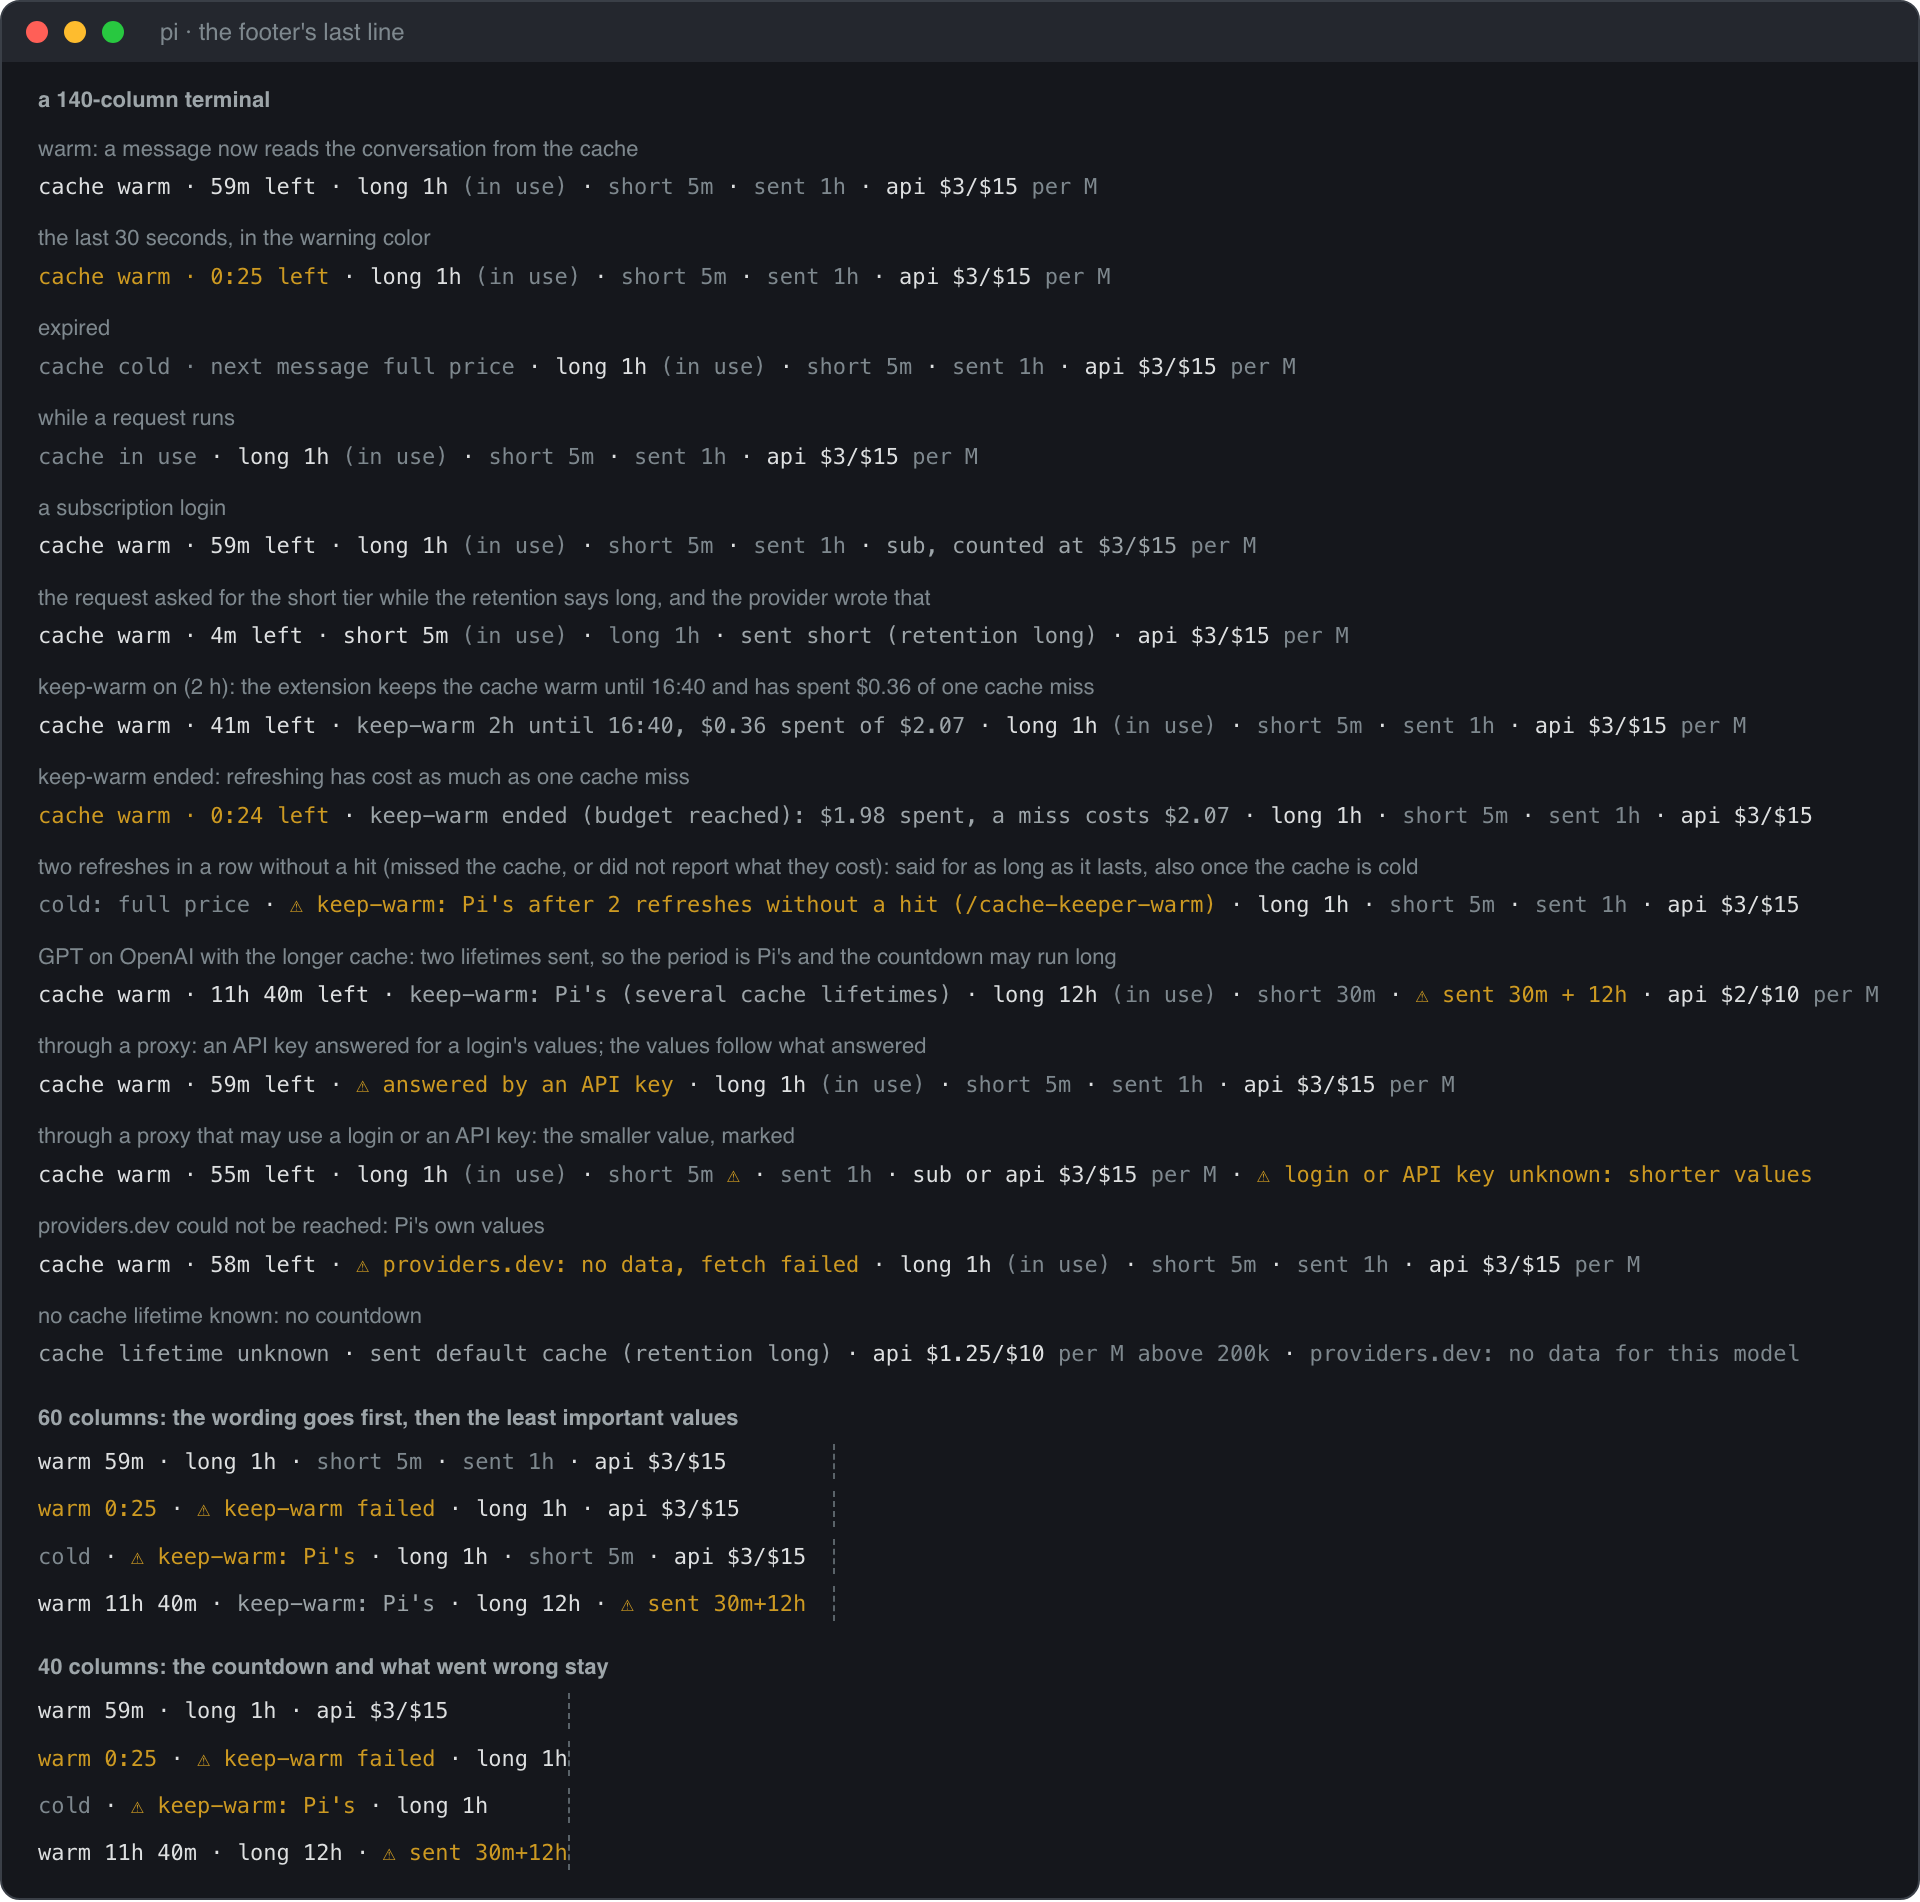 pi · the footer's last line
a 140-column terminal
warm: a message now reads the conversation from the cache
cache warm · 59m left · long 1h (in use) · short 5m · sent 1h · api $3/$15 per M
the last 30 seconds, in the warning color
cache warm · 0:25 left · long 1h (in use) · short 5m · sent 1h · api $3/$15 per M
expired
cache cold · next message full price · long 1h (in use) · short 5m · sent 1h · api $3/$15 per M
while a request runs
cache in use · long 1h (in use) · short 5m · sent 1h · api $3/$15 per M
a subscription login
cache warm · 59m left · long 1h (in use) · short 5m · sent 1h · sub, counted at $3/$15 per M
the request asked for the short tier while the retention says long, and the provider wrote that
cache warm · 4m left · short 5m (in use) · long 1h · sent short (retention long) · api $3/$15 per M
keep-warm on (2 h): the extension keeps the cache warm until 16:40 and has spent $0.36 of one cache miss
cache warm · 41m left · keep-warm 2h until 16:40, $0.36 spent of $2.07 · long 1h (in use) · short 5m · sent 1h · api $3/$15 per M
keep-warm ended: refreshing has cost as much as one cache miss
cache warm · 0:24 left · keep-warm ended (budget reached): $1.98 spent, a miss costs $2.07 · long 1h · short 5m · sent 1h · api $3/$15
two refreshes in a row without a hit (missed the cache, or did not report what they cost): said for as long as it lasts, also once the cache is cold
cold: full price · ⚠ keep-warm: Pi's after 2 refreshes without a hit (/cache-keeper-warm) · long 1h · short 5m · sent 1h · api $3/$15
GPT on OpenAI with the longer cache: two lifetimes sent, so the period is Pi's and the countdown may run long
cache warm · 11h 40m left · keep-warm: Pi's (several cache lifetimes) · long 12h (in use) · short 30m · ⚠ sent 30m + 12h · api $2/$10 per M
through a proxy: an API key answered for a login's values; the values follow what answered
cache warm · 59m left · ⚠ answered by an API key · long 1h (in use) · short 5m · sent 1h · api $3/$15 per M
through a proxy that may use a login or an API key: the smaller value, marked
cache warm · 55m left · long 1h (in use) · short 5m ⚠ · sent 1h · sub or api $3/$15 per M · ⚠ login or API key unknown: shorter values
providers.dev could not be reached: Pi's own values
cache warm · 58m left · ⚠ providers.dev: no data, fetch failed · long 1h (in use) · short 5m · sent 1h · api $3/$15 per M
no cache lifetime known: no countdown
cache lifetime unknown · sent default cache (retention long) · api $1.25/$10 per M above 200k · providers.dev: no data for this model
60 columns: the wording goes first, then the least important values
warm 59m · long 1h · short 5m · sent 1h · api $3/$15
warm 0:25 · ⚠ keep-warm failed · long 1h · api $3/$15
cold · ⚠ keep-warm: Pi's · long 1h · short 5m · api $3/$15
warm 11h 40m · keep-warm: Pi's · long 12h · ⚠ sent 30m+12h
40 columns: the countdown and what went wrong stay
warm 59m · long 1h · api $3/$15
warm 0:25 · ⚠ keep-warm failed · long 1h
cold · ⚠ keep-warm: Pi's · long 1h
warm 11h 40m · long 12h · ⚠ sent 30m+12h